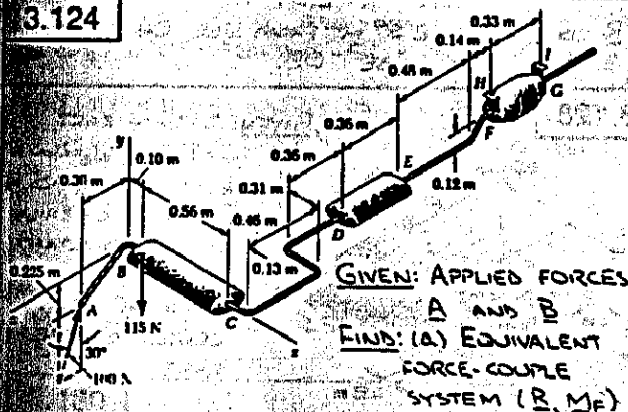 3.124
0.33 m
0.14 m
I
H
0.48 m
G
F
0.36 m
y
0.10 m
0.36 m
E
0.12 m
0.30 m
0.31 m
0.56 m
0.46 m
D
0.225 m
0.13 m
B
GIVEN: APPLIED FORCES
A
A AND B
115 N
C
x
FIND: (a) EQUIVALENT
30°
FORCE-COUPLE
SYSTEM (R, MF)